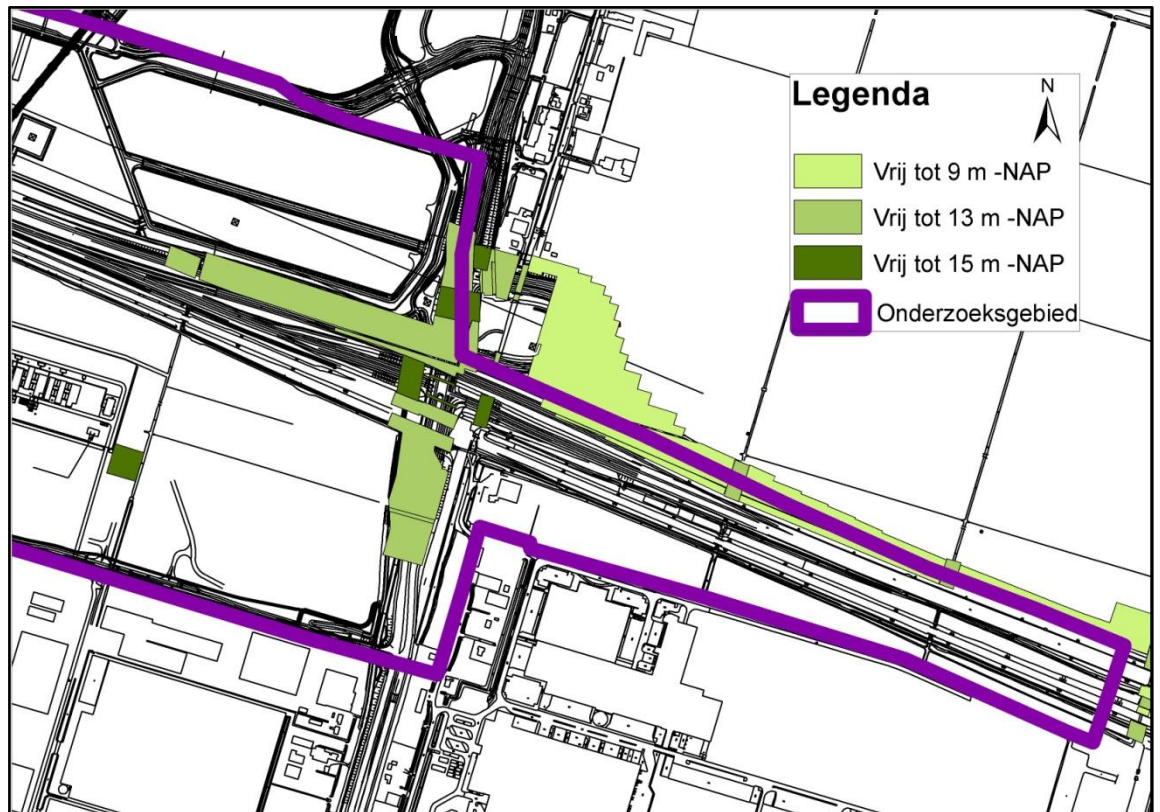 Legenda
N
Vrij tot 9 m -NAP
Vrij tot 13 m -NAP
Vrij tot 15 m -NAP
Onderzoeksgebied